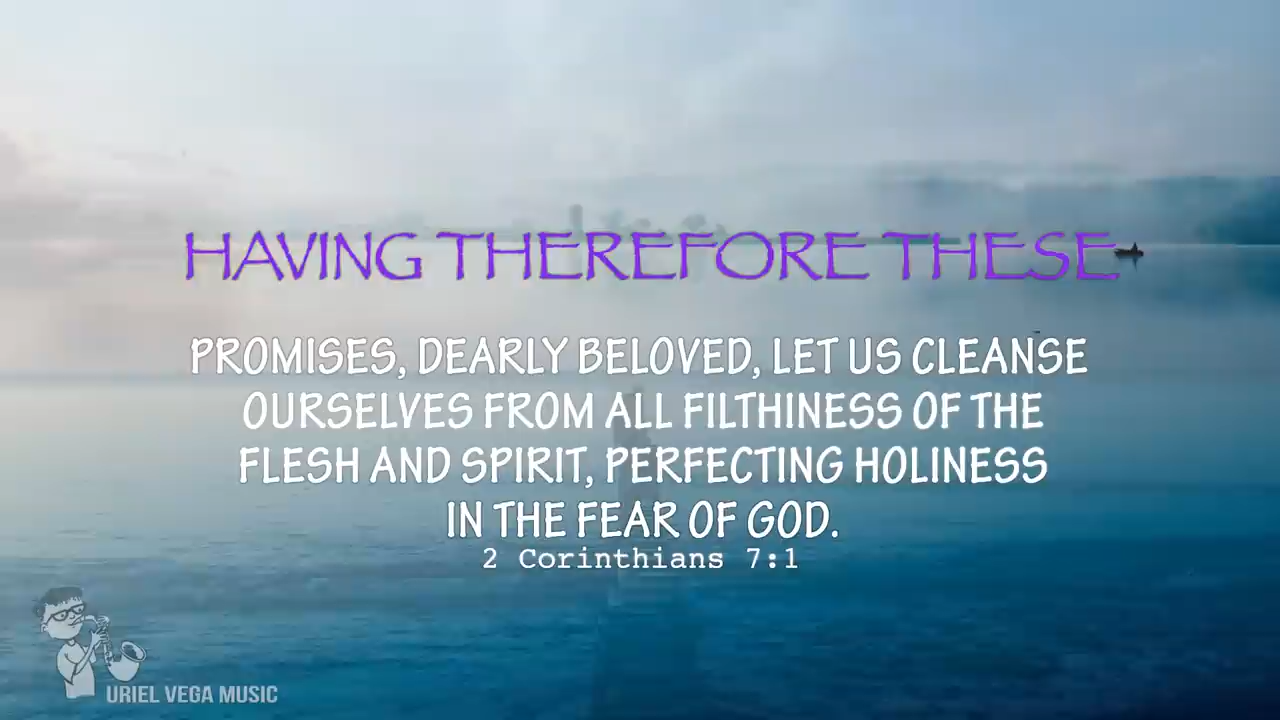 HAVING THEREFORE THESE
PROMISES, DEARLY BELOVED, LET US CLEANSE
OURSELVES FROM ALL FILTHINESS OF THE
FLESH AND SPIRIT, PERFECTING HOLINESS
IN THE FEAR OF GOD.
2 Corinthians 7:1
URIEL VEGA MUSIC